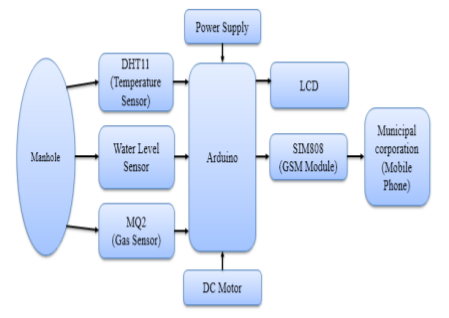 Power Supply
DHT11
(Temperature
Sensor)
LCD
Manhole
Water Level
Sensor
Arduino
SIM808
(GSM Module)
Municipal
corporation
(Mobile
Phone)
MQ2
(Gas Sensor)
DC Motor